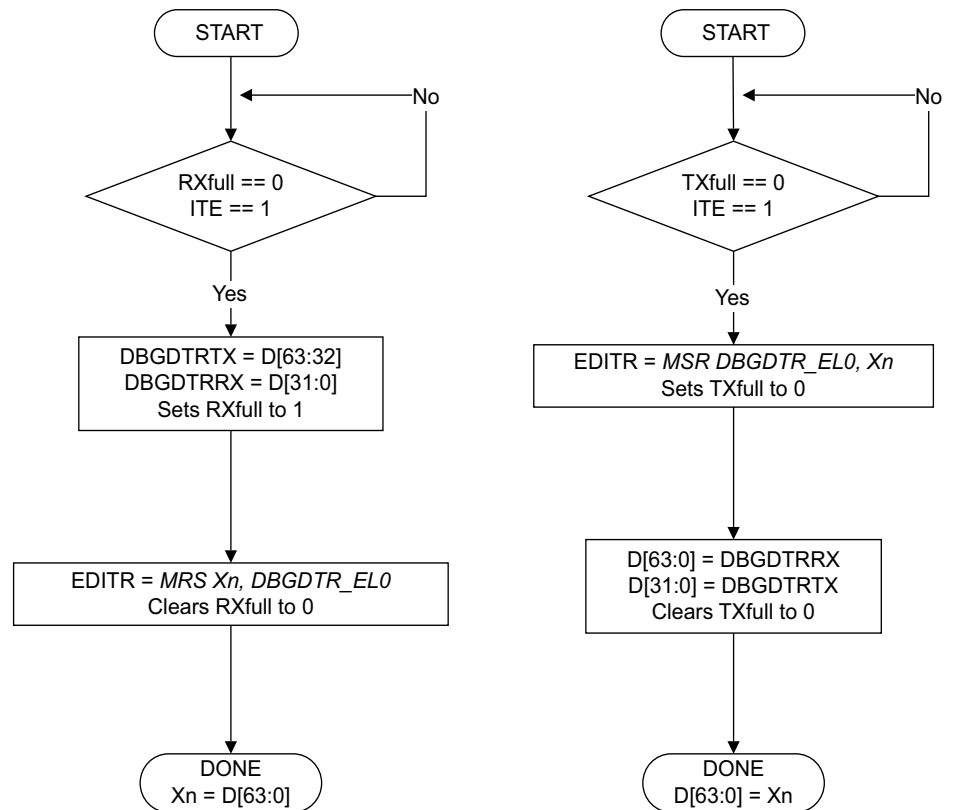 START
No
RXfull == 0
ITE == 1
Yes
DBGDTRTX = D[63:32]
DBGDTRRX = D[31:0]
Sets RXfull to 1
EDITR = MRS Xn, DBGDTR_EL0
Clears RXfull to 0
DONE
Xn = D[63:0]
START
No
TXfull == 0
ITE == 1
Yes
EDITR = MSR DBGDTR_EL0, Xn
Sets TXfull to 0
D[63:0] = DBGDTRRX
D[31:0] = DBGDTRTX
Clears TXfull to 0
DONE
D[63:0] = Xn